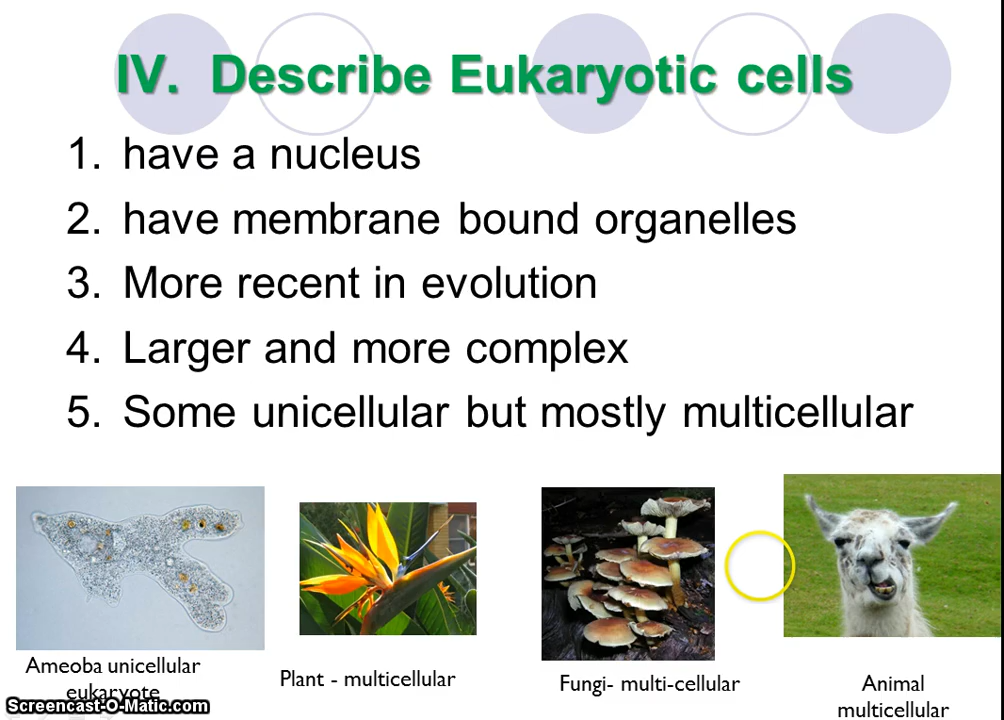 IV. Describe Eukaryotic cells
1. have a nucleus
2. have membrane bound organelles
3. More recent in evolution
4. Larger and more complex
5. Some unicellular but mostly multicellular
Ameoba unicellular
eukaryote
Plant - multicellular
Fungi- multi-cellular
Animal
multicellular
Screencast-O-Matic.com